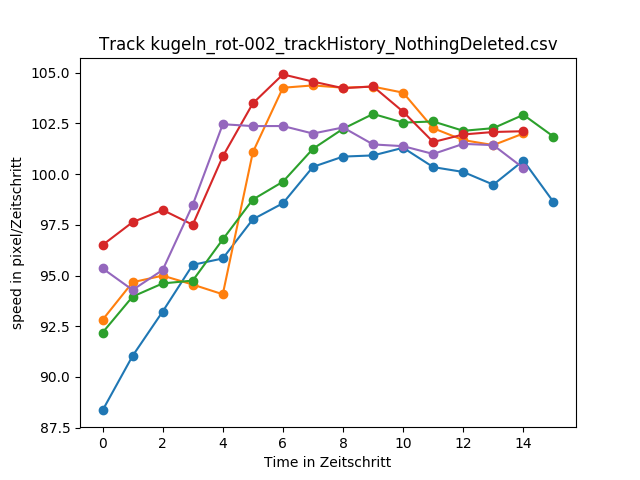 Track kugeln_rot-002_trackHistory_NothingDeleted.csv
105.0
102.5
100.0
97.5
95.0
92.5
90.0
87.5
speed in pixel/Zeitschritt
0 2 4 6 8 10 12 14
Time in Zeitschritt